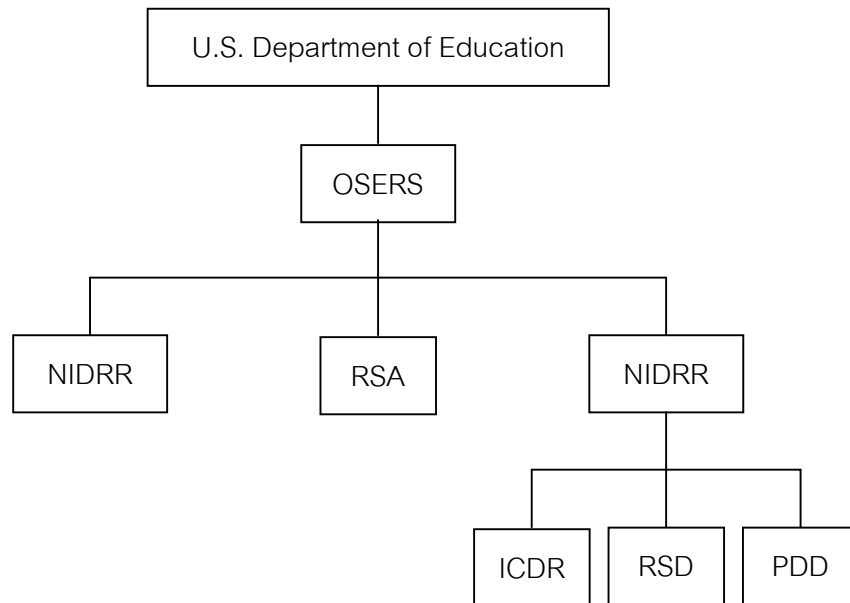 U.S. Department of Education
OSERS
NIDRR
RSA
NIDRR
ICDR
RSD
PDD